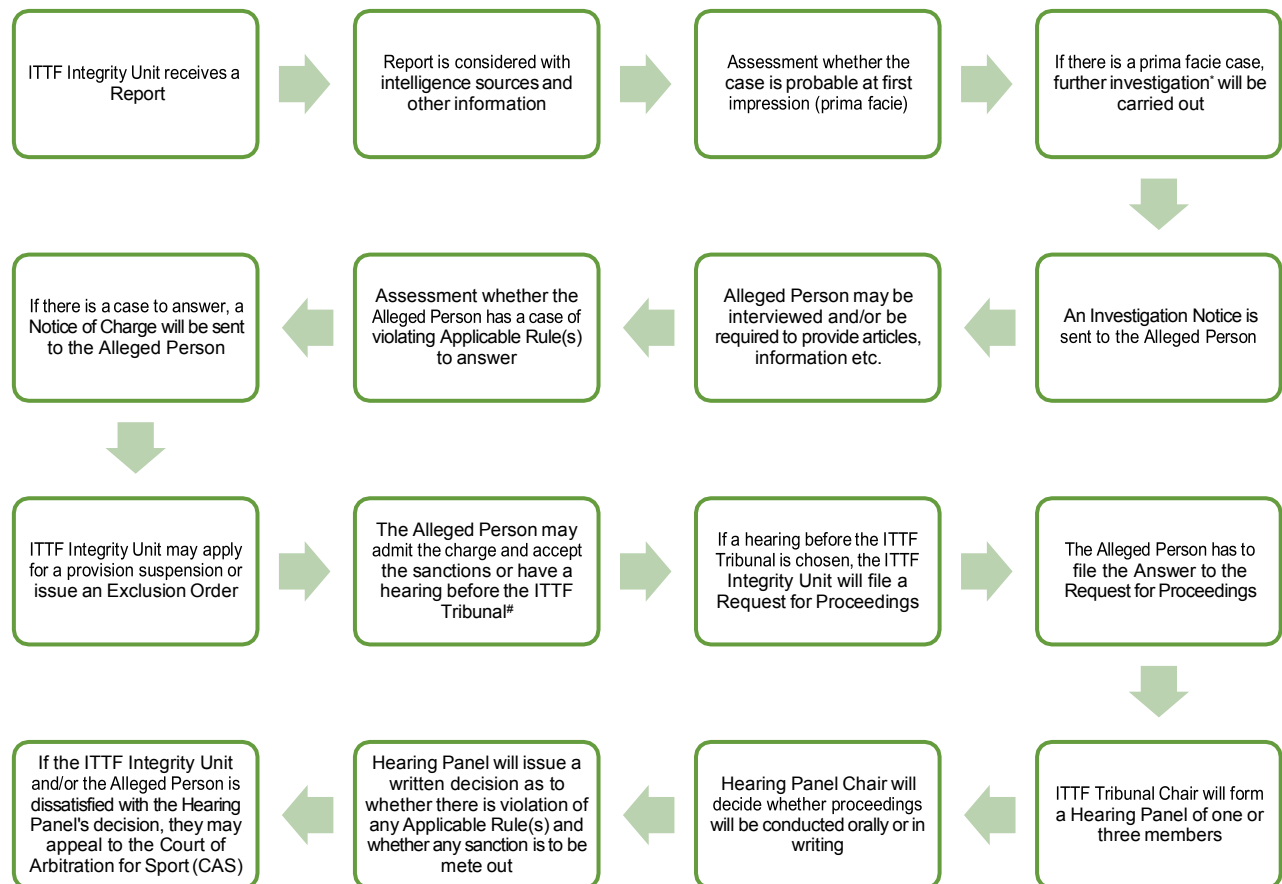 ITTF Integrity Unit receives a
Report
Report is considered with
intelligence sources and
other information
Assessment whether the
case is probable at first
impression (prima facie)
If there is a prima facie case,
further investigation* will be
carried out
An Investigation Notice is
sent to the Alleged Person
Alleged Person may be
interviewed and/or be
required to provide articles,
information etc.
Assessment whether the
Alleged Person has a case of
violating Applicable Rule(s)
to answer
If there is a case to answer, a
Notice of Charge will be sent
to the Alleged Person
ITTF Integrity Unit may apply
for a provision suspension or
issue an Exclusion Order
The Alleged Person may
admit the charge and accept
the sanctions or have a
hearing before the ITTF
Tribunal#
If a hearing before the ITTF
Tribunal is chosen, the ITTF
Integrity Unit will file a
Request for Proceedings
The Alleged Person has to
file the Answer to the
Request for Proceedings
ITTF Tribunal Chair will form
a Hearing Panel of one or
three members
Hearing Panel Chair will
decide whether proceedings
will be conducted orally or in
writing
Hearing Panel will issue a
written decision as to
whether there is violation of
any Applicable Rule(s) and
whether any sanction is to be
mete out
If the ITTF Integrity Unit
and/or the Alleged Person is
dissatisfied with the Hearing
Panel's decision, they may
appeal to the Court of
Arbitration for Sport (CAS)